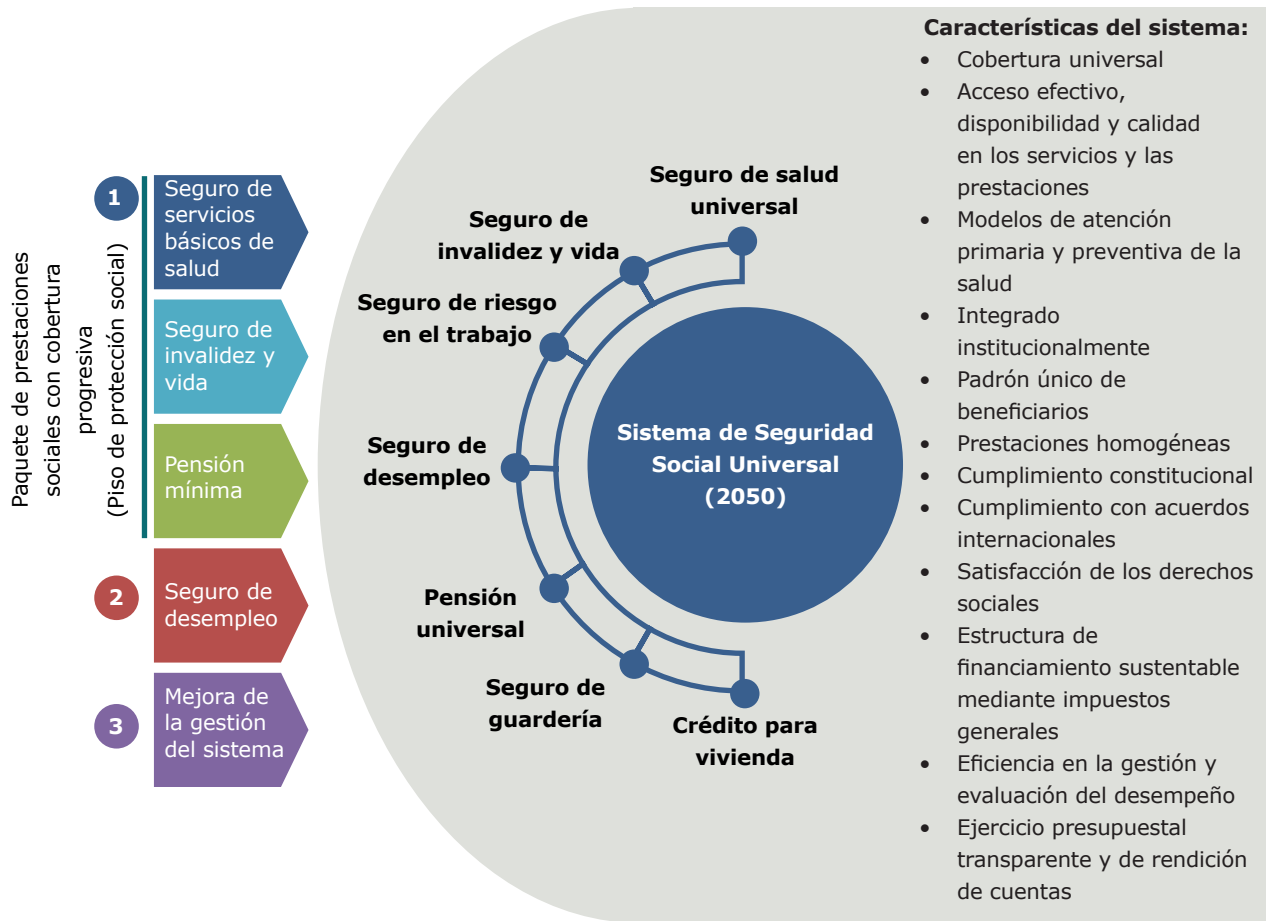 Paquete de prestaciones
sociales con cobertura
progresiva
(Piso de protección social)
1
Seguro de
servicios
básicos de
salud
Seguro de
invalidez y
vida
Pensión
mínima
2
Seguro de
desempleo
3
Mejora de
la gestión
del sistema
Seguro de salud
universal
Seguro de
invalidez y vida
Seguro de riesgo
en el trabajo
Seguro de
desempleo
Pensión
universal
Seguro de
guardería
Crédito para
vivienda
Sistema de Seguridad
Social Universal
(2050)
Características del sistema:
• Cobertura universal
• Acceso efectivo,
disponibilidad y calidad
en los servicios y las
prestaciones
• Modelos de atención
primaria y preventiva de la
salud
• Integrado
institucionalmente
• Padrón único de
beneficiarios
• Prestaciones homogéneas
• Cumplimiento constitucional
• Cumplimiento con acuerdos
internacionales
• Satisfacción de los derechos
sociales
• Estructura de
financiamiento sustentable
mediante impuestos
generales
• Eficiencia en la gestión y
evaluación del desempeño
• Ejercicio presupuestal
transparente y de rendición
de cuentas